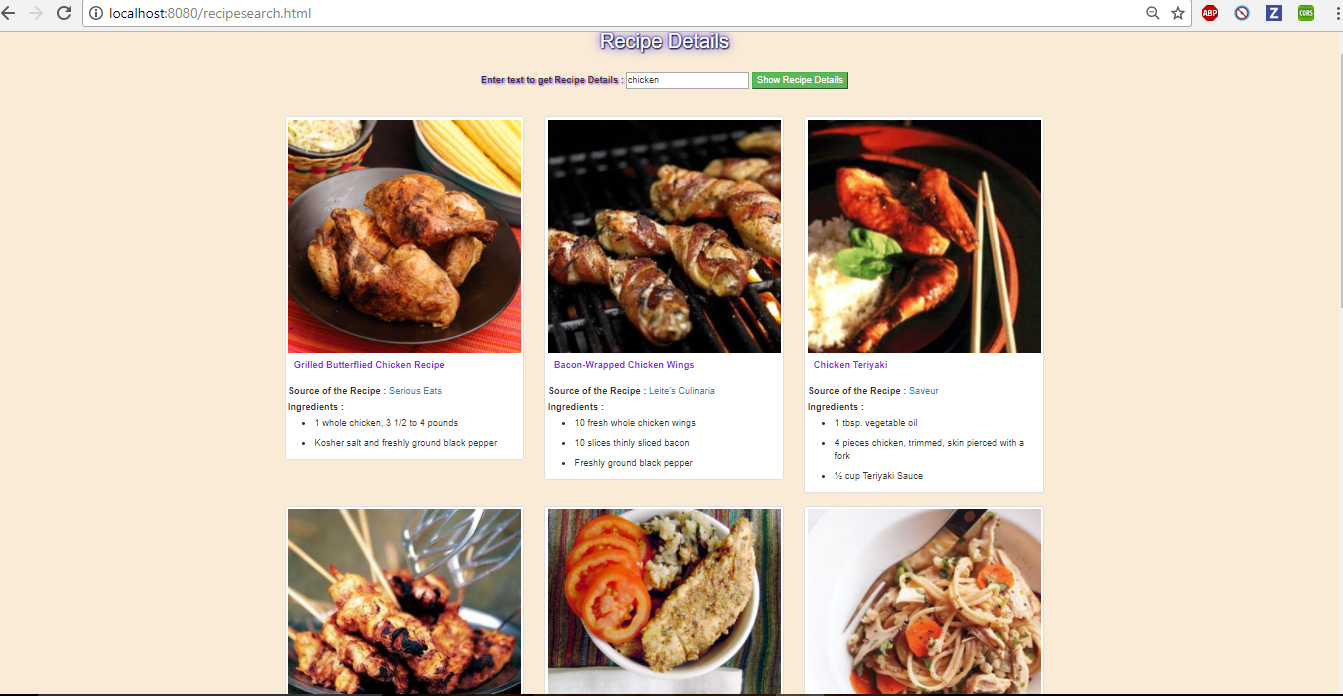 localhost:8080/recipesearch.html
ABP
Z
CORS
Recipe Details
Enter text to get Recipe Details : chicken Show Recipe Details
Grilled Butterflied Chicken Recipe
Source of the Recipe : Serious Eats
Ingredients :
• 1 whole chicken, 3 1/2 to 4 pounds
• Kosher salt and freshly ground black pepper
Bacon-Wrapped Chicken Wings
Source of the Recipe : Leite's Culinaria
Ingredients :
• 10 fresh whole chicken wings
• 10 slices thinly sliced bacon
• Freshly ground black pepper
Chicken Teriyaki
Source of the Recipe : Saveur
Ingredients :
• 1 tbsp. vegetable oil
• 4 pieces chicken, trimmed, skin pierced with a
fork
• ½ cup Teriyaki Sauce